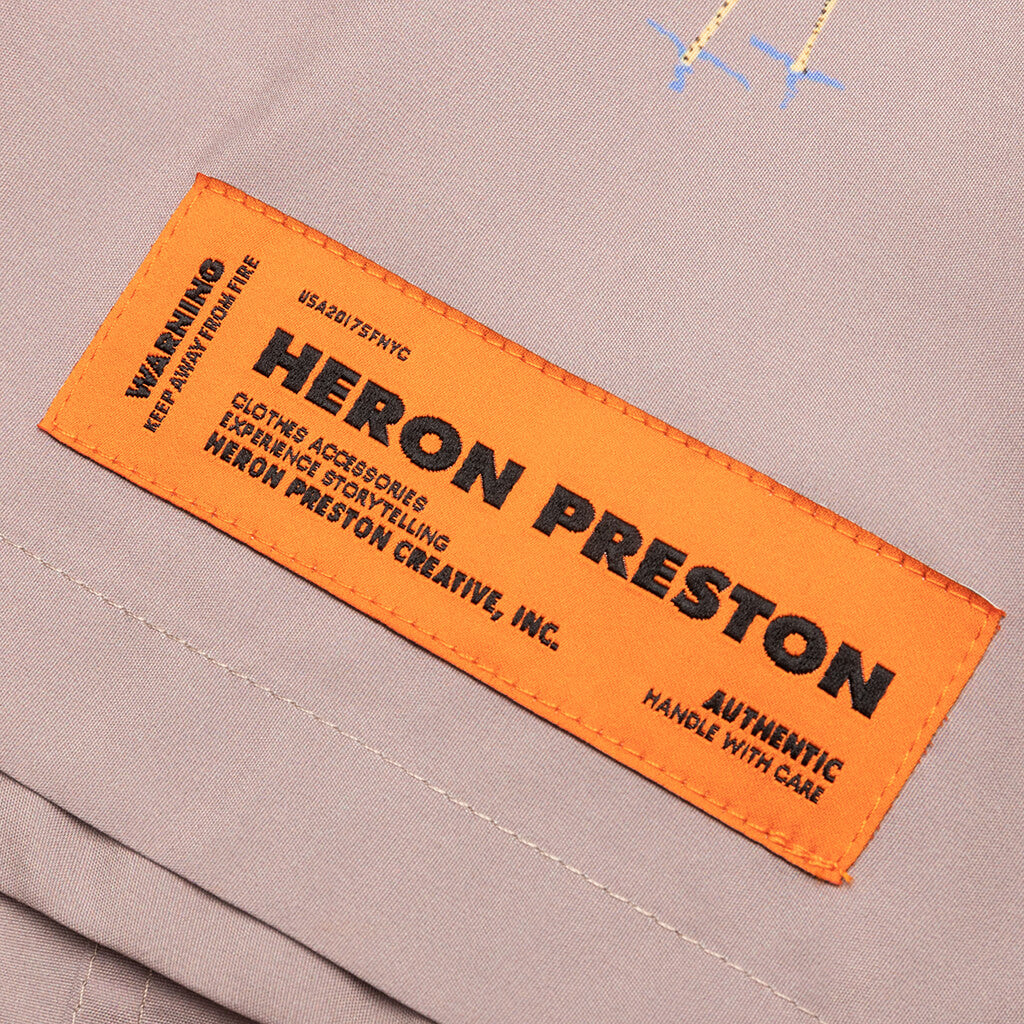 WARNIING
KEEP AWAY FROM FIRE
USA2017SFNYC
HERON PRESTON
CLOTHES ACCESSORIES
EXPERIENCE STORYTELLING
HERON PRESTON CREATIVE, INC.
AUTHENTIC
HANDLE WITH CARE